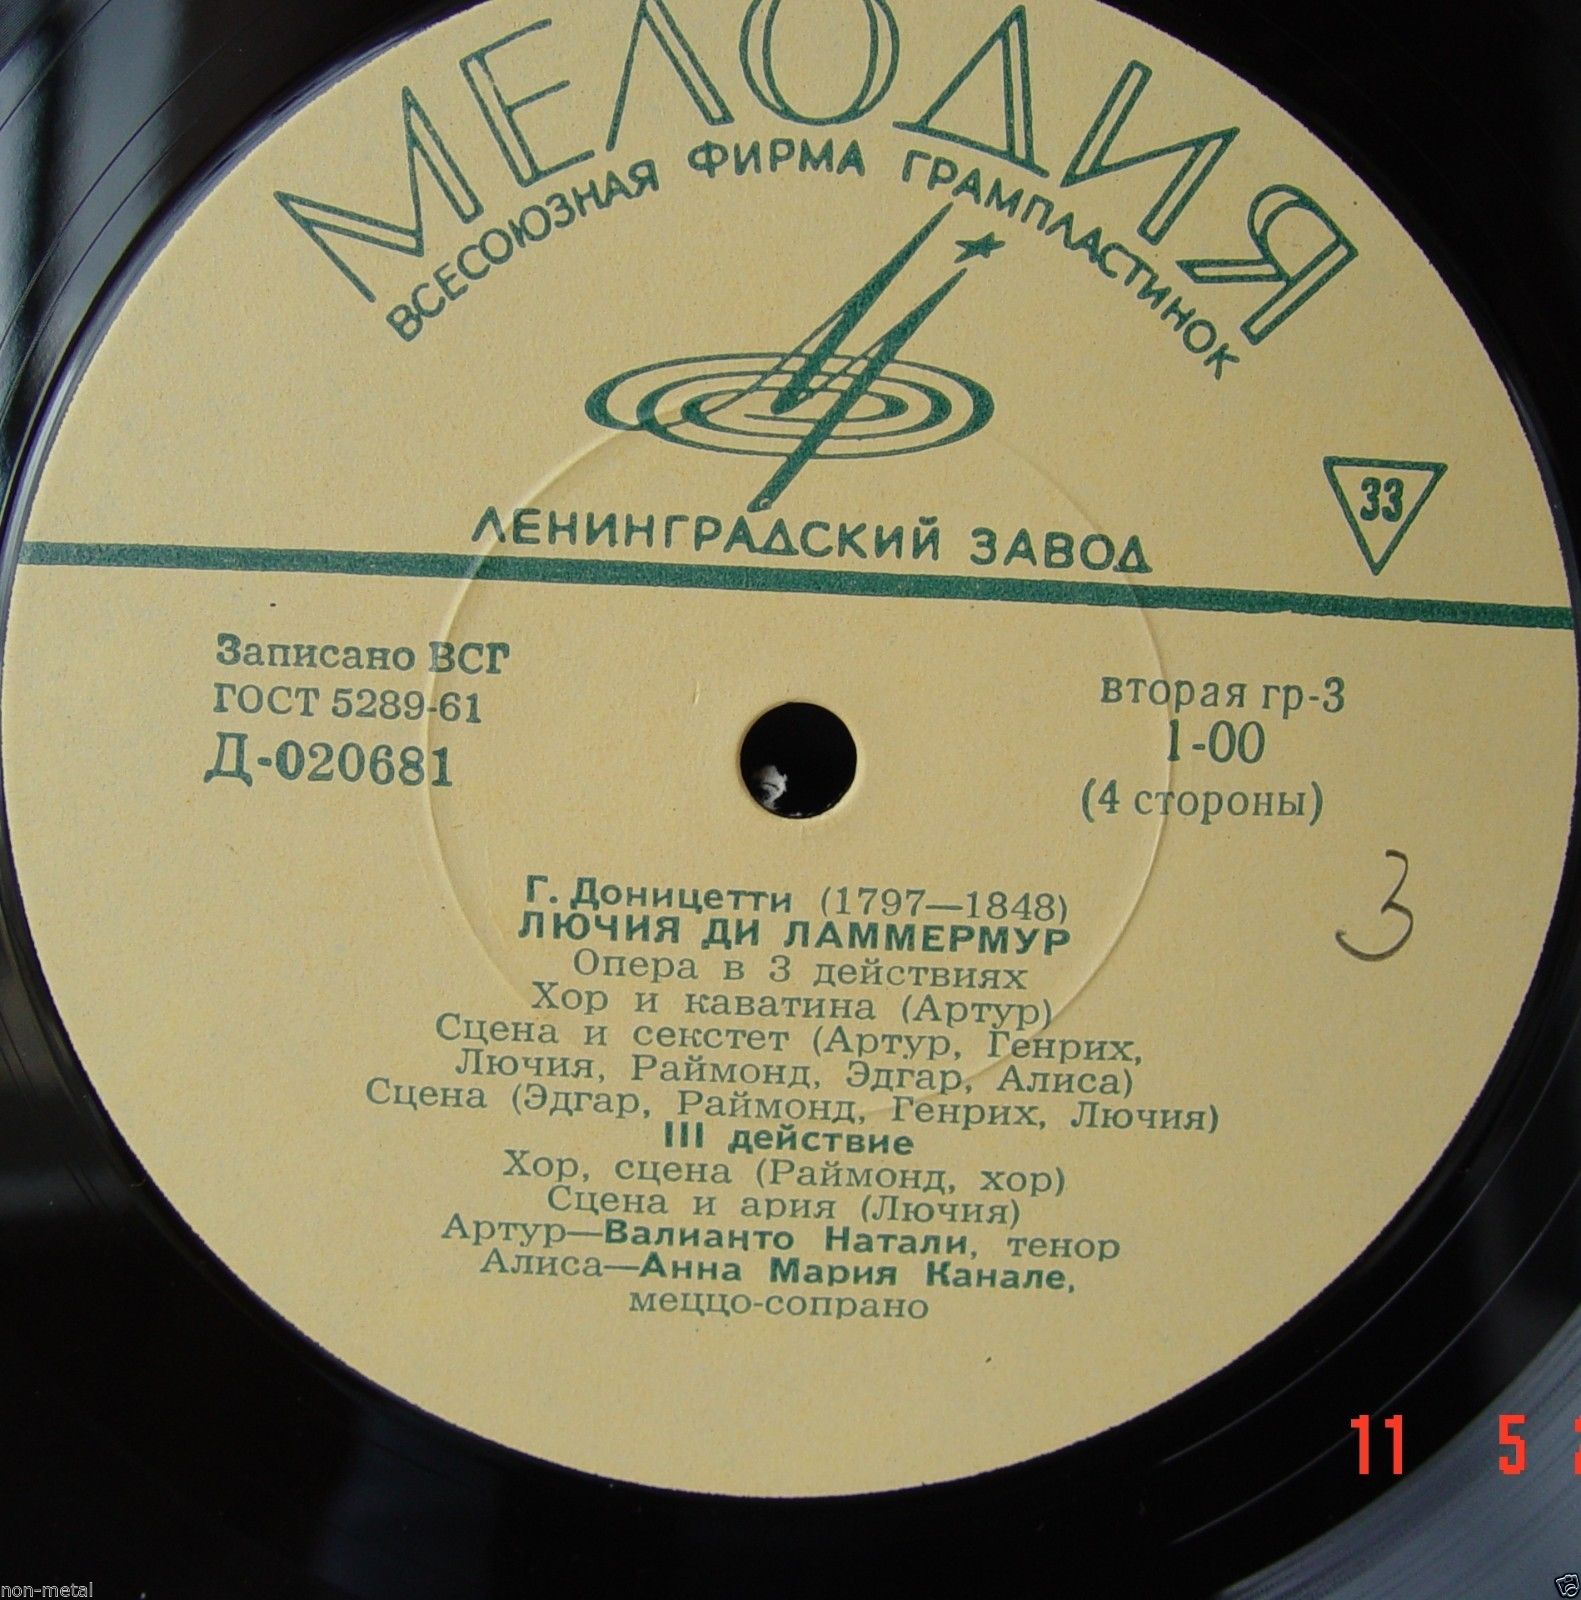 МЕЛОДИЯ
ВСЕСОЮЗНАЯ ФИРМА ГРАМПЛАСТИНОК
ЛЕНИНГРАДСКИЙ ЗАВОД
33
Записано ВСГ
ГОСТ 5289-61
Д-020681
вторая гр-3
1-00
(4 стороны)
3
Г. Доницетти (1797—1848)
ЛЮЧИЯ ДИ ЛАММЕРМУР
Опера в 3 действиях
Хор и каватина (Артур)
Сцена и секстет (Артур, Генрих,
Лючия, Раймонд, Эдгар, Алиса)
Сцена (Эдгар, Раймонд, Генрих, Лючия)
III действие
Хор, сцена (Раймонд, хор)
Сцена и ария (Лючия)
Артур—Валианто Натали, тенор
Алиса—Анна Мария Канале,
меццо-сопрано
11 5
non-metal